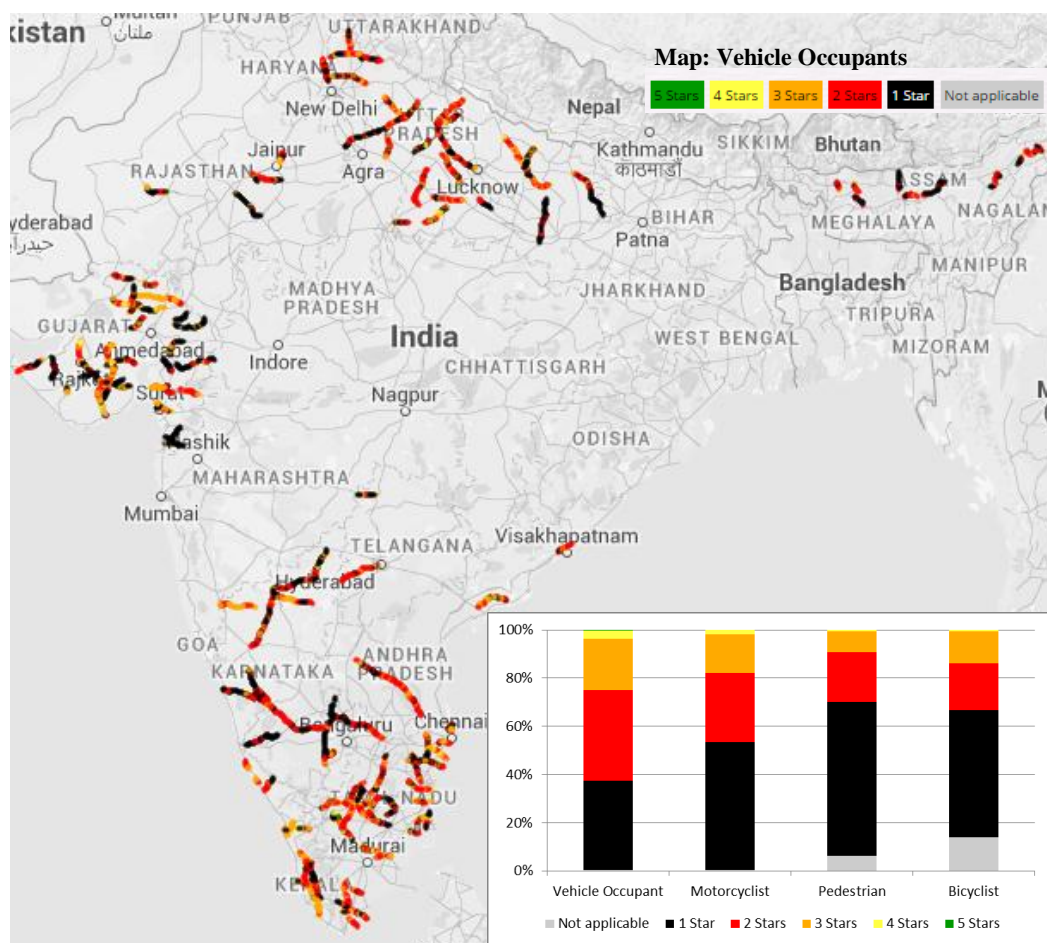 kistan
Multan
ملتان
PUNJAB
UTTARAKHAND
HARYANA
New Delhi
Map: Vehicle Occupants
5 Stars 4 Stars 3 Stars 2 Stars 1 Star Not applicable
Nepal
Kathmandu
काठमाडौं
SIKKIM
Bhutan
PRADESH
Jaipur
RAJASTHAN
Agra
Lucknow
ASSAM
MEGHALAYA
NAGALAN
yderabad
حيدرآ
BIHAR
Patna
MANIPUR
Bangladesh
MADHYA
PRADESH
JHARKHAND
TRIPURA
GUJARAT
India
WEST BENGAL
MIZORAM
Ahmedabad
Indore
CHHATTISGARH
Surat
Nagpur
ODISHA
ashik
MAHARASHTRA
Mumbai
Visakhapatnam
TELANGANA
Hyderabad
GOA
ANDHRA
PRADESH
KARNATAKA
Bengaluru
Chennai
TAMIL NADU
Madurai
100%
80%
60%
40%
20%
0%
Vehicle Occupant Motorcyclist Pedestrian Bicyclist
Not applicable 1 Star 2 Stars 3 Stars 4 Stars 5 Stars